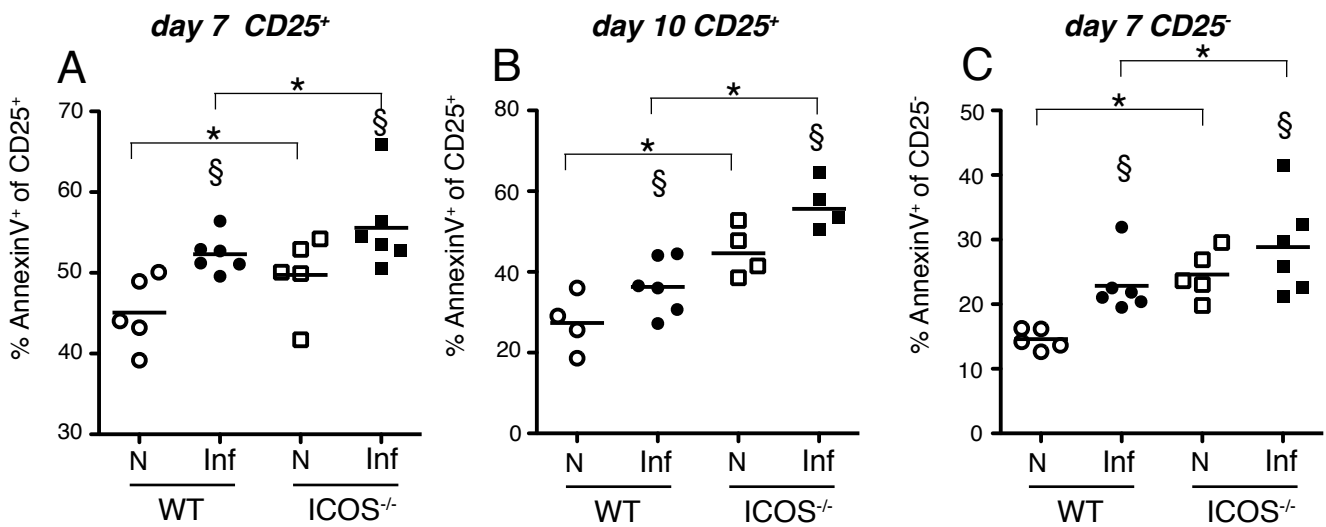 day 7 CD25⁺
day 10 CD25⁺
day 7 CD25⁻
A
B
C
% AnnexinV⁺ of CD25⁺
70
60
50
40
30
*
*
§
§
N
Inf
N
Inf
WT
ICOS⁻/⁻
% AnnexinV⁺ of CD25⁺
80
60
40
20
0
*
*
§
§
N
Inf
N
Inf
WT
ICOS⁻/⁻
% AnnexinV⁺ of CD25⁻
50
40
30
20
10
0
*
*
§
§
N
Inf
N
Inf
WT
ICOS⁻/⁻